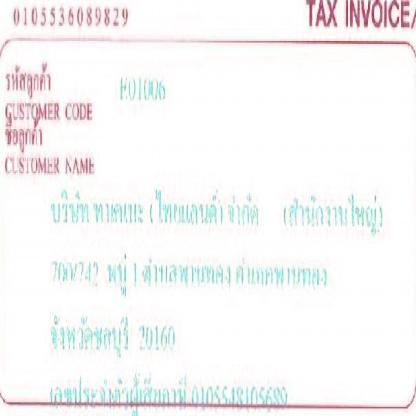 0105536089829 TAX INVOICE/
รหัสลูกค้า E01006
CUSTOMER CODE
ชื่อลูกค้า
CUSTOMER NAME
บริษัท ทาคเบะ (ไทยแลนด์) จำกัด (สำนักงานใหญ่)
700/742 หมู่ 1 ตำบลพานทอง อำเภอพานทอง
จังหวัดชลบุรี 20160
เลขประจำตัวผู้เสียภาษี 0105548105689